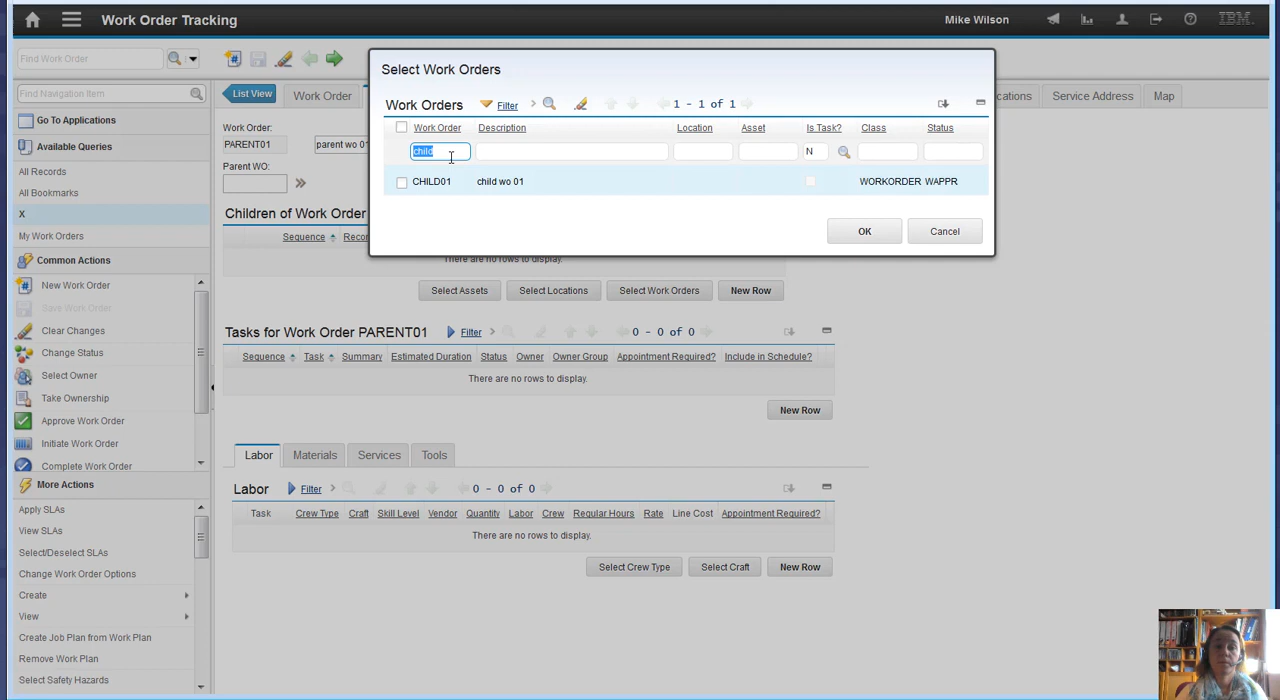 Work Order Tracking
Mike Wilson
IBM
Find Work Order
Find Navigation Item
Go To Applications
Available Queries
All Records
All Bookmarks
X
My Work Orders
Common Actions
New Work Order
Save Work Order
Clear Changes
Change Status
Select Owner
Take Ownership
Approve Work Order
Initiate Work Order
Complete Work Order
More Actions
Apply SLAs
View SLAs
Select/Deselect SLAs
Change Work Order Options
Create
View
Create Job Plan from Work Plan
Remove Work Plan
Select Safety Hazards
List View Work Order Service Address Map
Work Order:
PARENT01 parent wo 01
Parent WO:
Children of Work Order
Sequence
There are no rows to display.
Select Assets Select Locations Select Work Orders New Row
Select Work Orders
Work Orders Filter 1 - 1 of 1
Work Order Description Location Asset Is Task? Class Status
child N
CHILD01 child wo 01 WORKORDER WAPPR
OK Cancel
Tasks for Work Order PARENT01 Filter 0 - 0 of 0
Sequence Task Summary Estimated Duration Status Owner Owner Group Appointment Required? Include in Schedule?
There are no rows to display.
New Row
Labor Materials Services Tools
Labor Filter 0 - 0 of 0
Task Crew Type Craft Skill Level Vendor Quantity Labor Crew Regular Hours Rate Line Cost Appointment Required?
There are no rows to display.
Select Crew Type Select Craft New Row